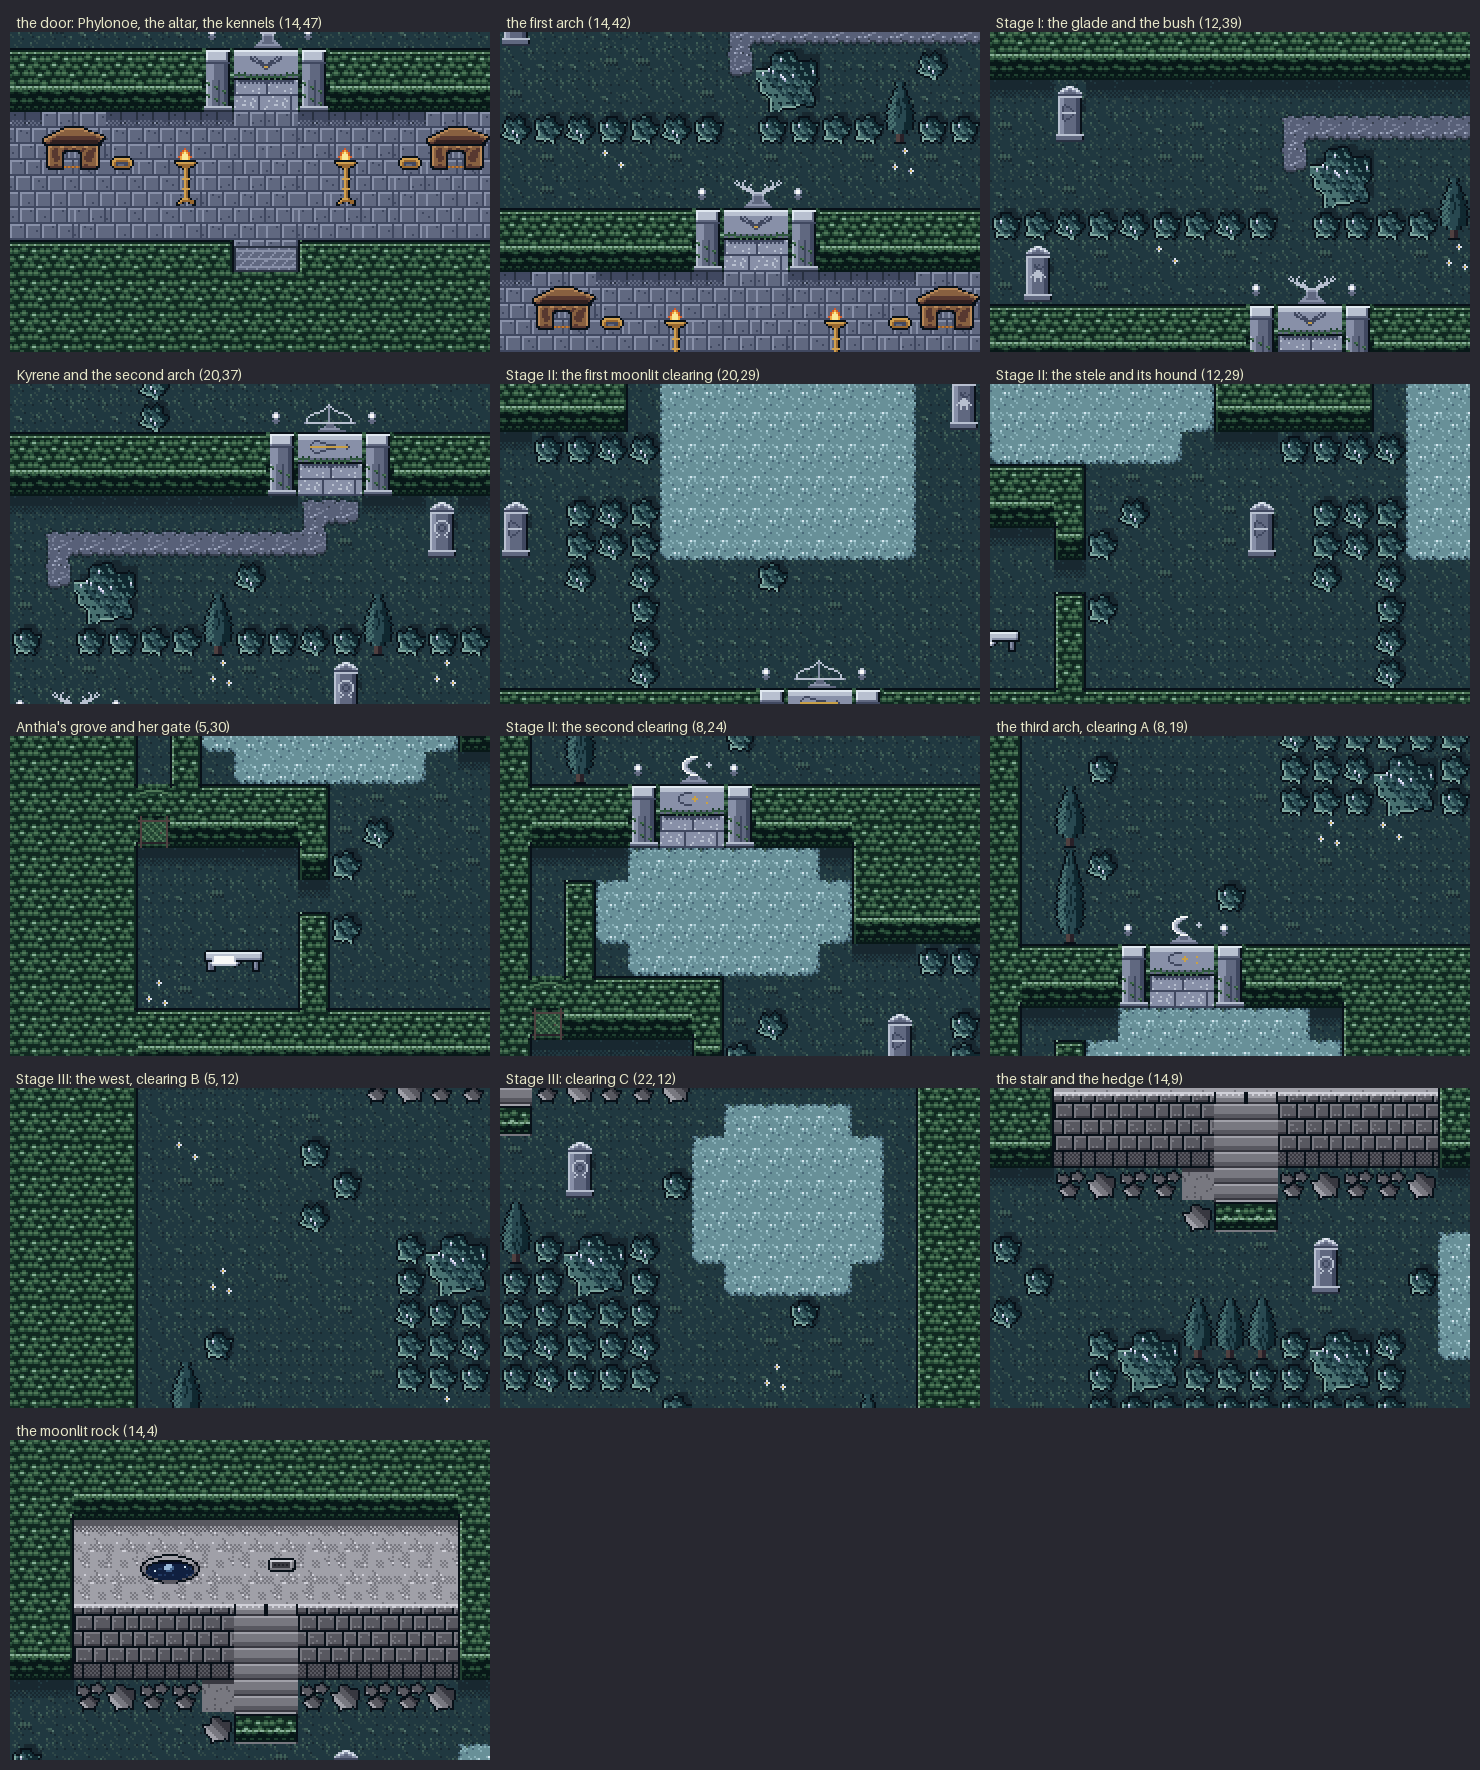 the door: Phylonoe, the altar, the kennels (14,47)
the first arch (14,42)
Stage I: the glade and the bush (12,39)
Kyrene and the second arch (20,37)
Stage II: the first moonlit clearing (20,29)
Stage II: the stele and its hound (12,29)
Anthia's grove and her gate (5,30)
Stage II: the second clearing (8,24)
the third arch, clearing A (8,19)
Stage III: the west, clearing B (5,12)
Stage III: clearing C (22,12)
the stair and the hedge (14,9)
the moonlit rock (14,4)